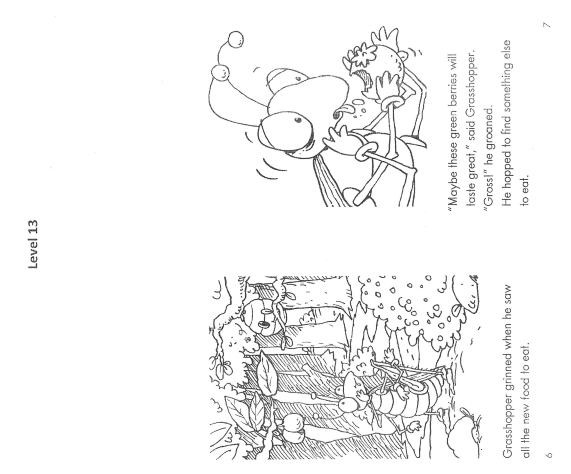 Level 13
Grasshopper grinned when he saw
all the new food to eat.
6
"Maybe these green berries will
taste great," said Grasshopper.
"Gross!" he groaned.
He hopped to find something else
to eat.
7